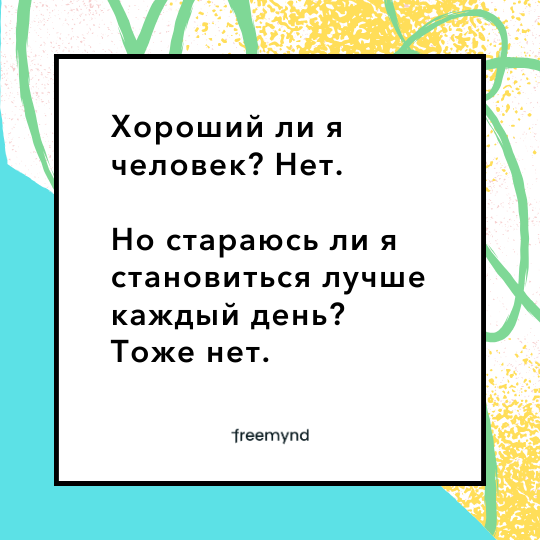 Хороший ли я
человек? Нет.
Но стараюсь ли я
становиться лучше
каждый день?
Тоже нет.
freemynd